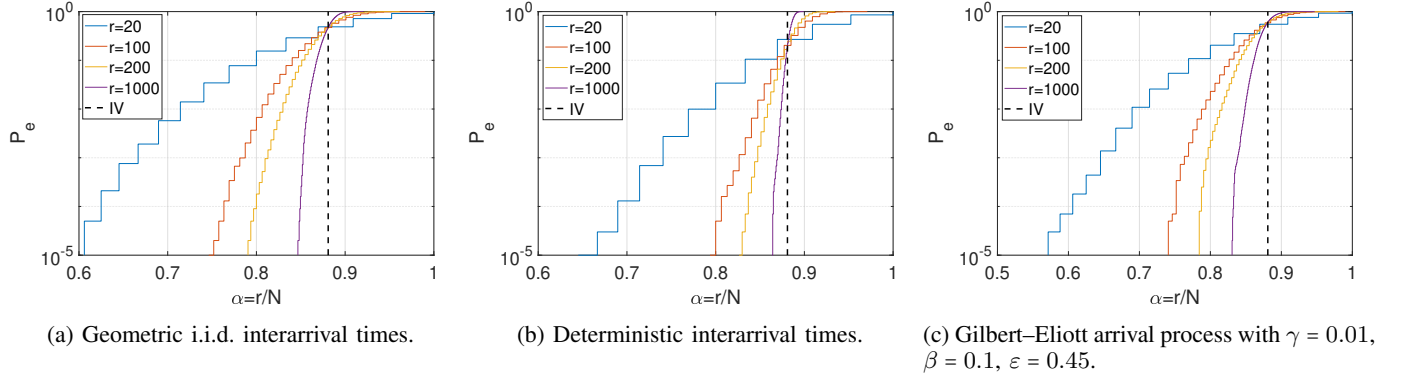 10^0
r=20
r=100
r=200
r=1000
IV
P_e
10^-5
0.6 0.7 0.8 0.9 1
α=r/N
(a) Geometric i.i.d. interarrival times.
10^0
r=20
r=100
r=200
r=1000
IV
P_e
10^-5
0.6 0.7 0.8 0.9 1
α=r/N
(b) Deterministic interarrival times.
10^0
r=20
r=100
r=200
r=1000
IV
P_e
10^-5
0.5 0.6 0.7 0.8 0.9 1
α=r/N
(c) Gilbert–Eliott arrival process with γ = 0.01,
β = 0.1, ε = 0.45.